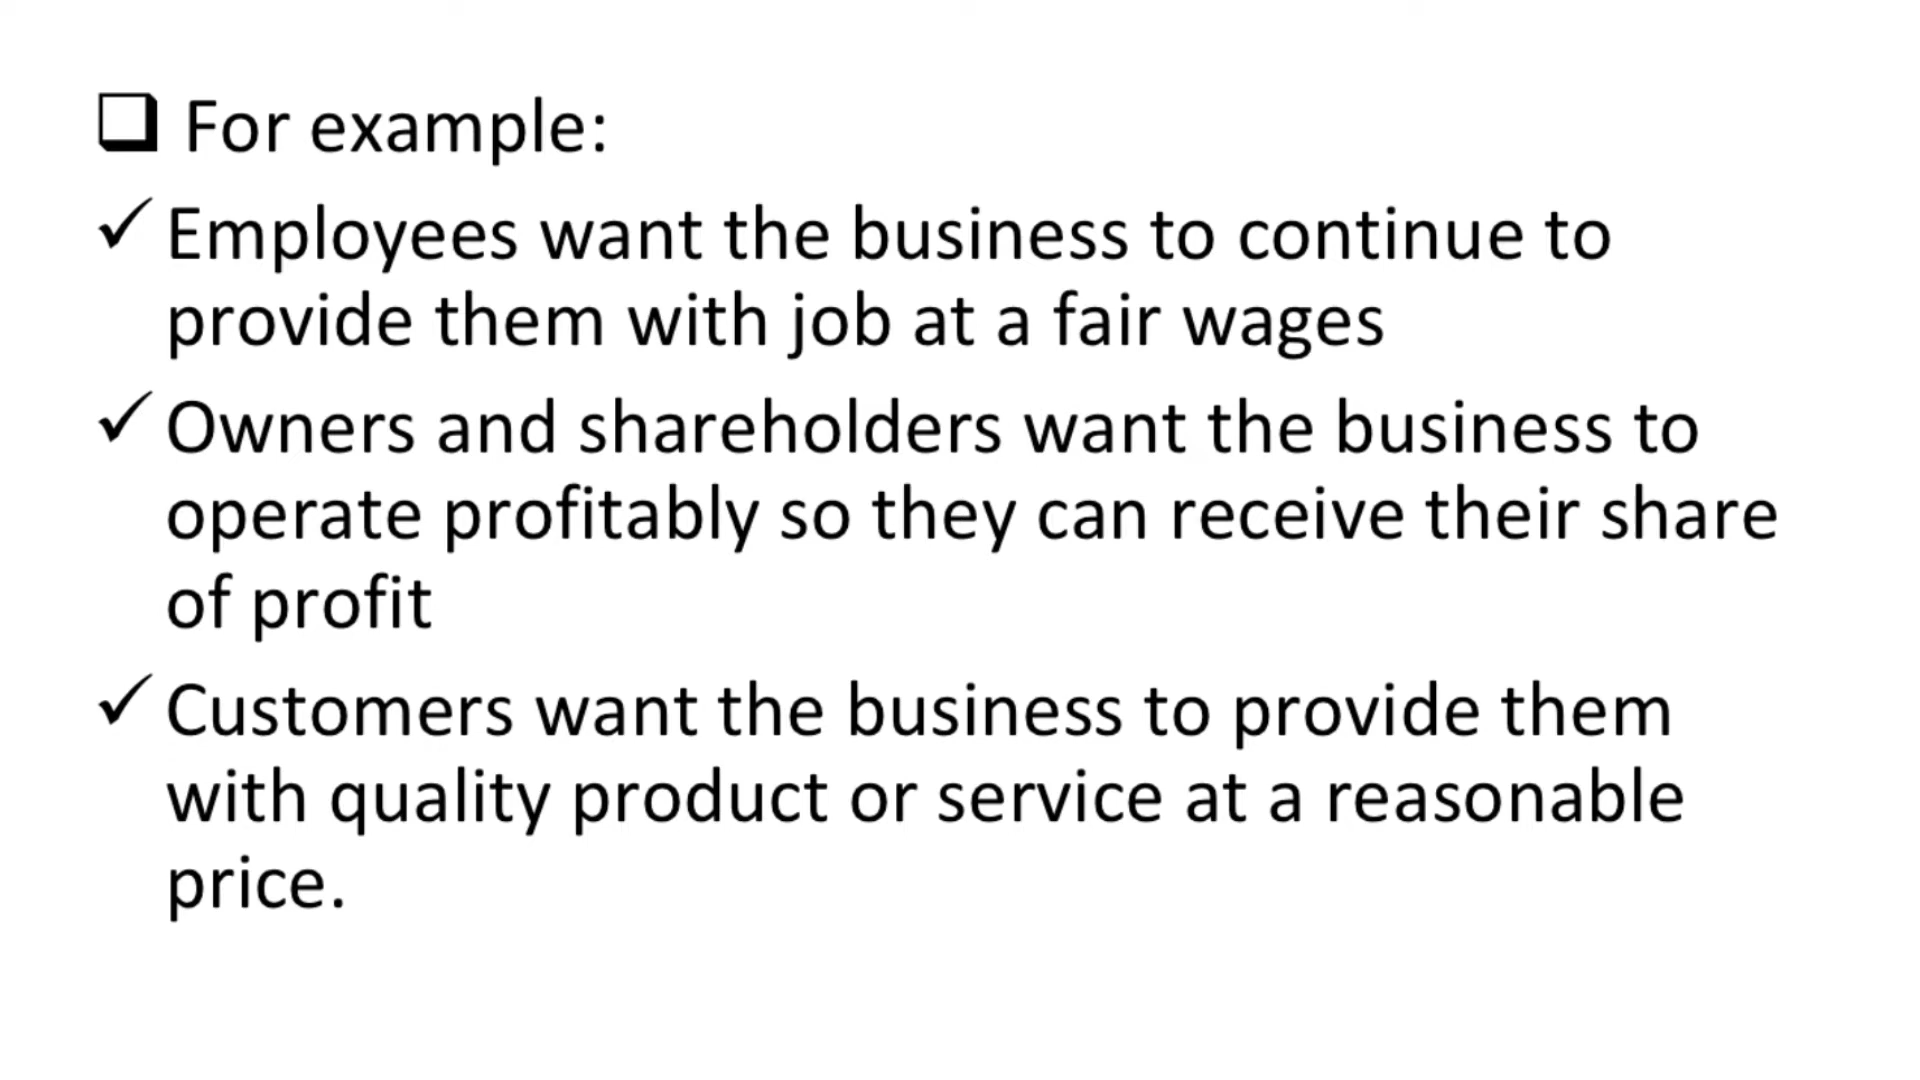 ❑ For example:
✓ Employees want the business to continue to
provide them with job at a fair wages
✓ Owners and shareholders want the business to
operate profitably so they can receive their share
of profit
✓ Customers want the business to provide them
with quality product or service at a reasonable
price.